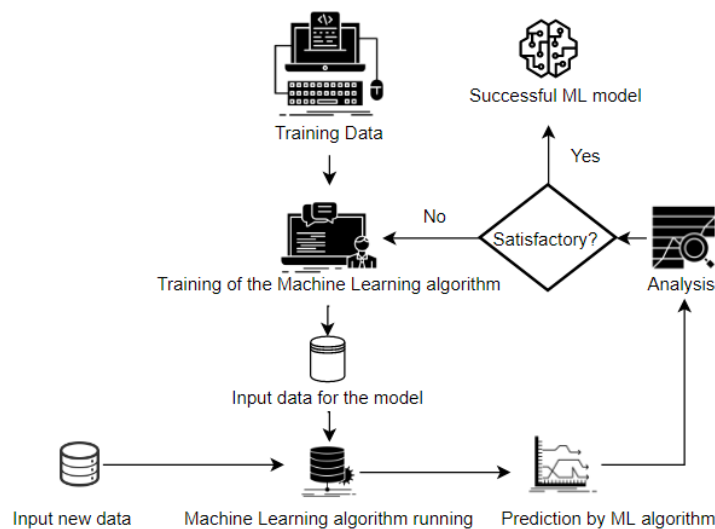 Training Data
Successful ML model
Yes
No
Satisfactory?
Training of the Machine Learning algorithm
Analysis
Input data for the model
Input new data
Machine Learning algorithm running
Prediction by ML algorithm